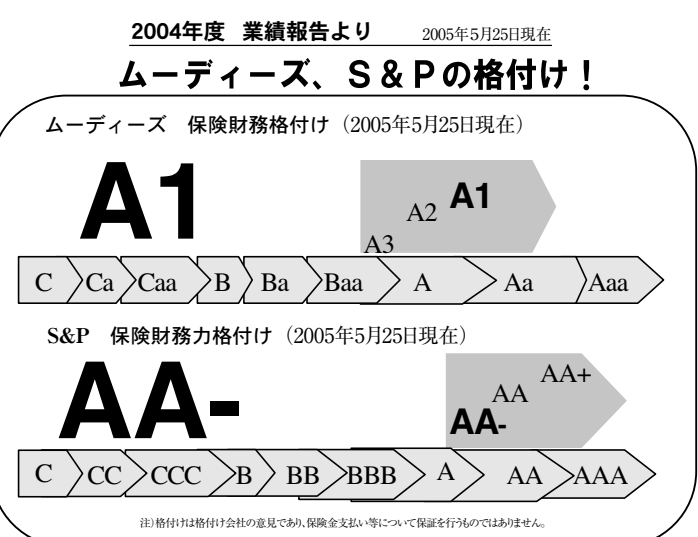 2004年度 業績報告より 2005年5月25日現在
ムーディーズ、S&Pの格付け!
ムーディーズ 保険財務格付け(2005年5月25日現在)
A1
A3 A2 A1
C Ca Caa B Ba Baa A Aa Aaa
S&P 保険財務力格付け(2005年5月25日現在)
AA-
AA- AA AA+
C CC CCC B BB BBB A AA AAA
注)格付けは格付け会社の意見であり、保険金支払い等について保証を行うものではありません。